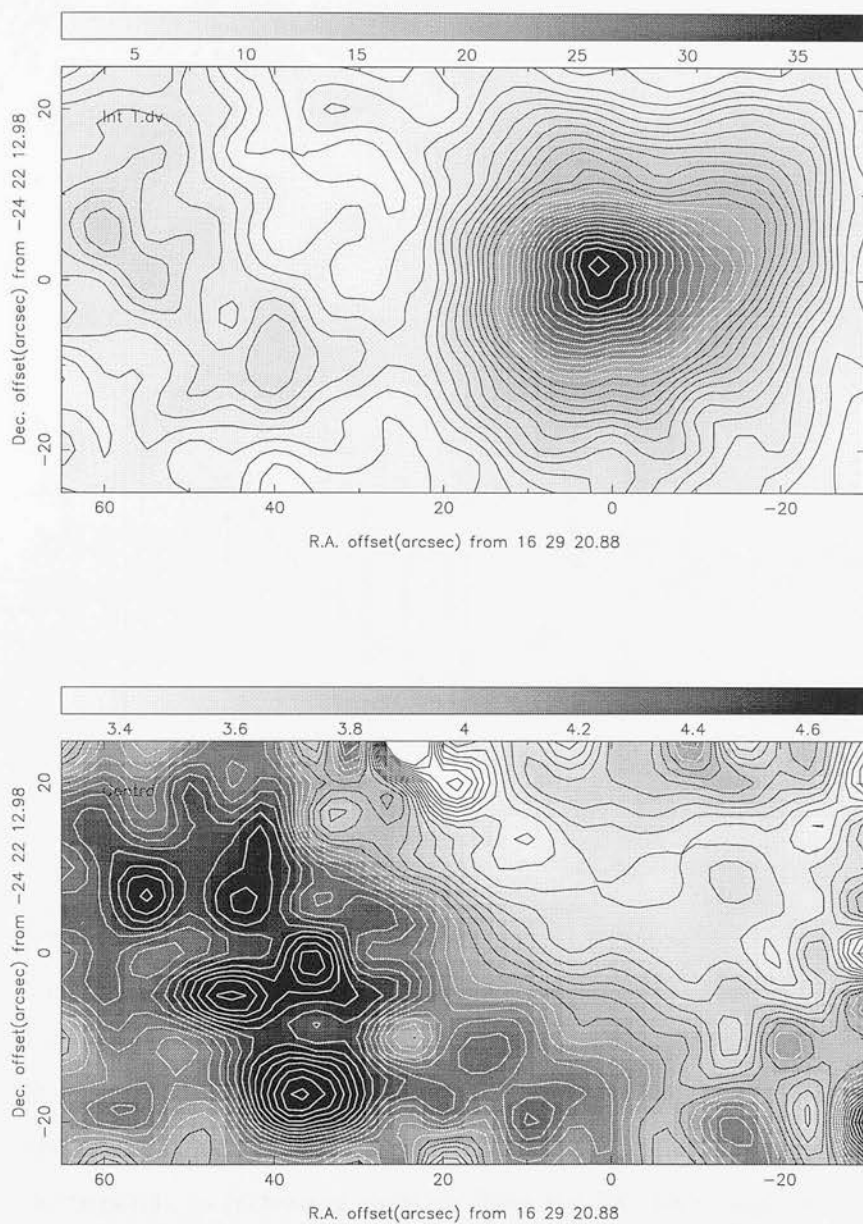 5 10 15 20 25 30 35
20
Int T.dv
0
-20
Dec. offset(arcsec) from -24 22 12.98
60 40 20 0 -20
R.A. offset(arcsec) from 16 29 20.88
3.4 3.6 3.8 4 4.2 4.4 4.6
20
Centrd
0
-20
Dec. offset(arcsec) from -24 22 12.98
60 40 20 0 -20
R.A. offset(arcsec) from 16 29 20.88